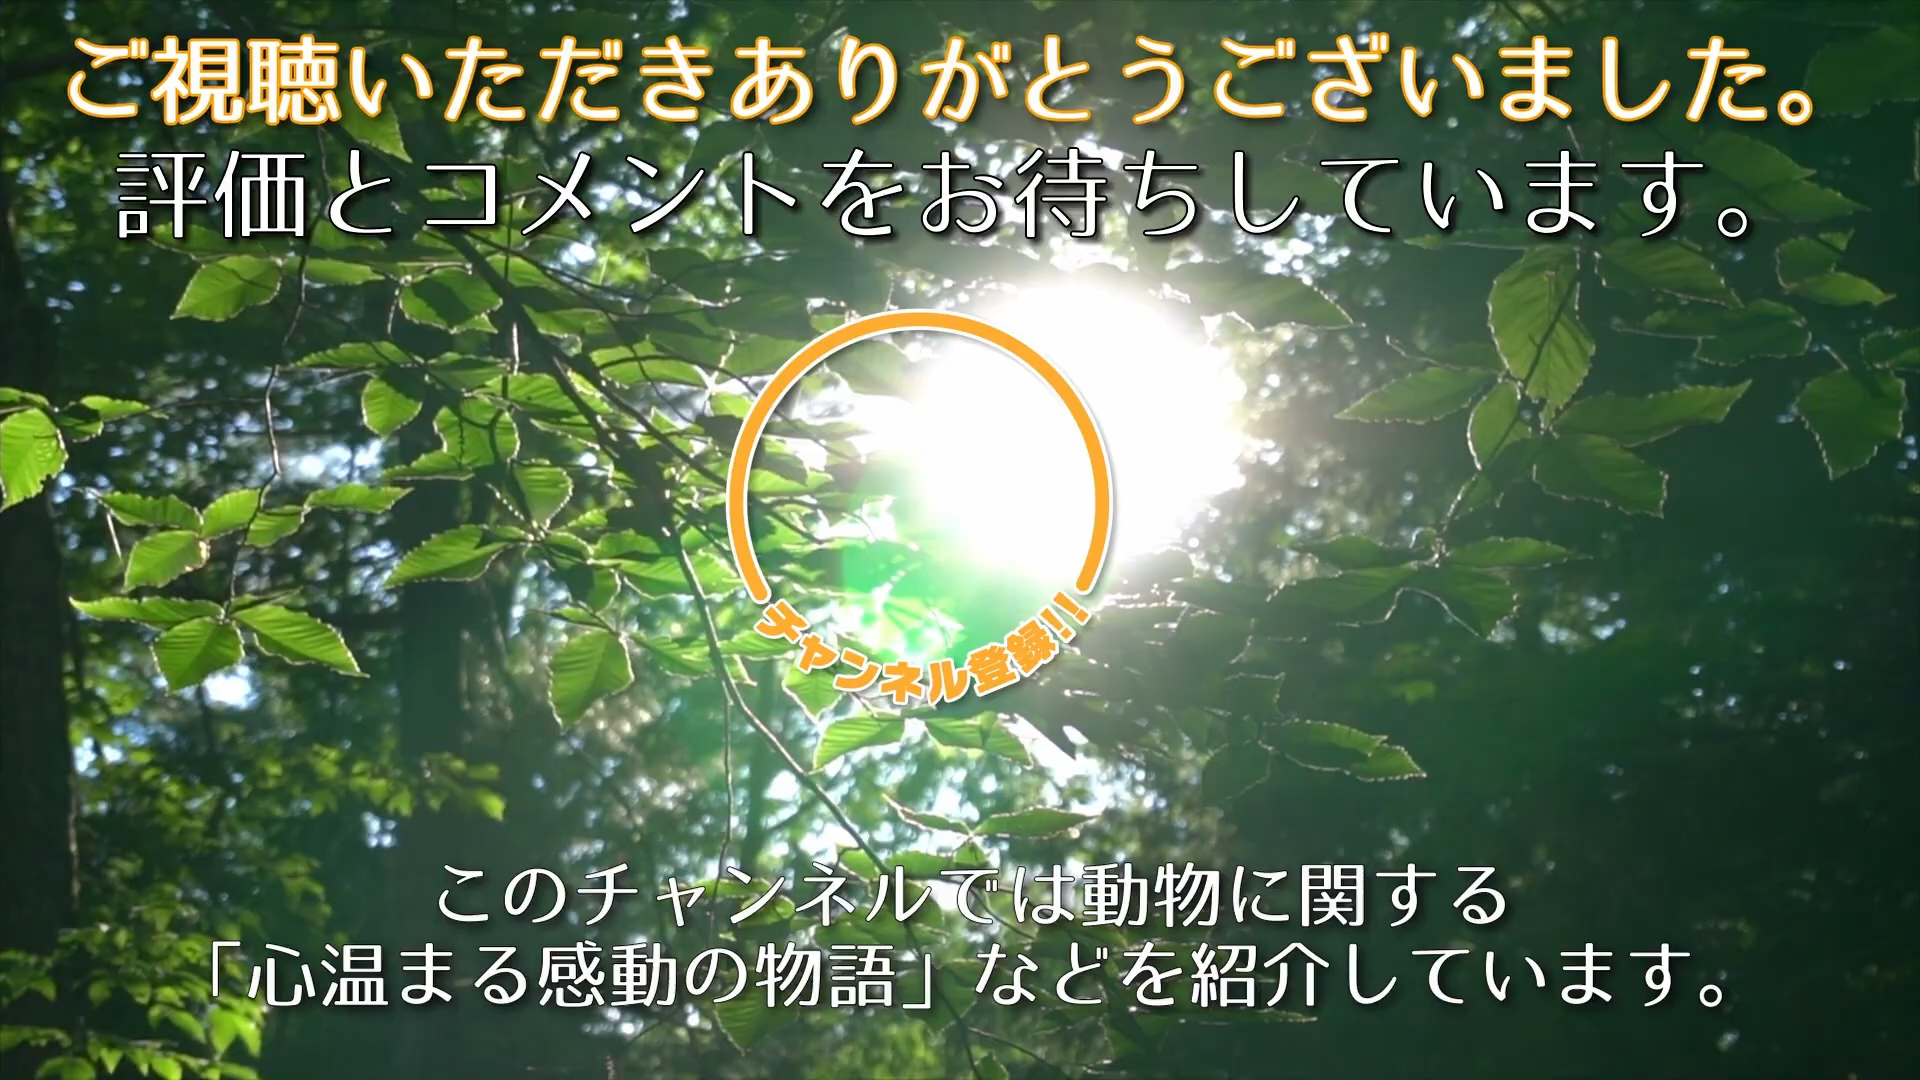 ご視聴いただきありがとうございました。
評価とコメントをお待ちしています。
チャンネル登録!!
このチャンネルでは動物に関する
「心温まる感動の物語」などを紹介しています。